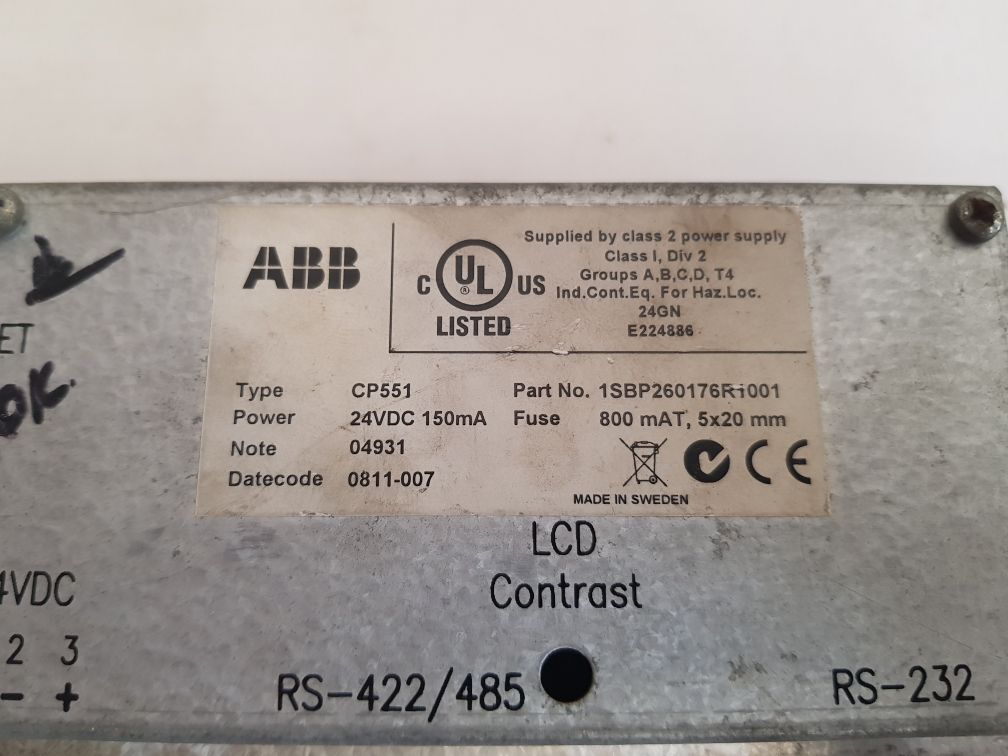 ABB
C UL US
LISTED
Supplied by class 2 power supply
Class I, Div 2
Groups A,B,C,D, T4
Ind.Cont.Eq. For Haz.Loc.
24GN
E224886
Type CP551 Part No. 1SBP260176R1001
Power 24VDC 150mA Fuse 800 mAT, 5x20 mm
Note 04931
Datecode 0811-007
CE
MADE IN SWEDEN
ET
OK.
LCD
Contrast
4VDC
2 3
- +
RS-422/485
RS-232